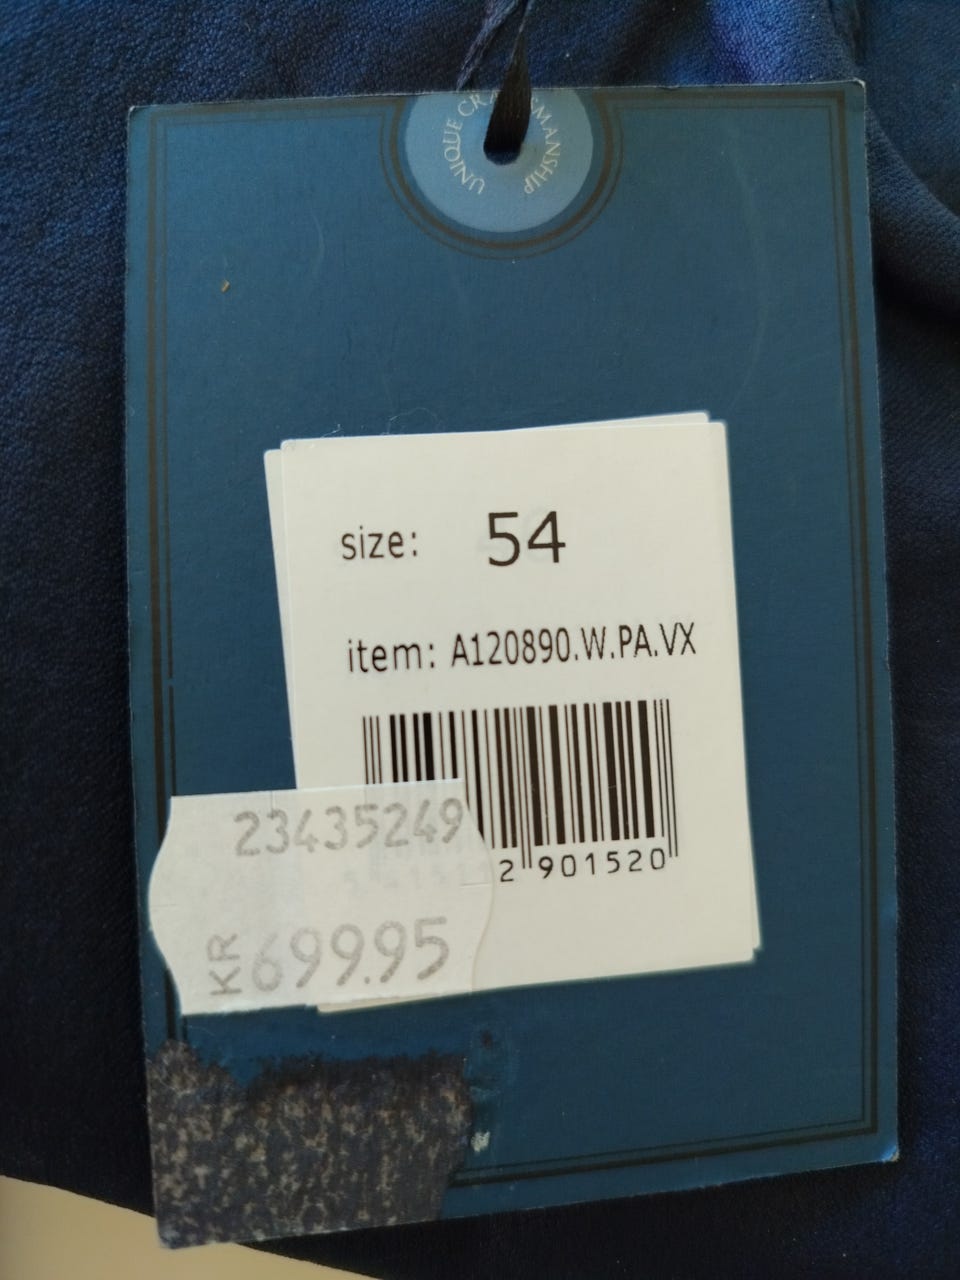 UNIQUE CRAFTSMANSHIP
size: 54
item: A120890.W.PA.VX
23435249
2 901520
KR 699.95